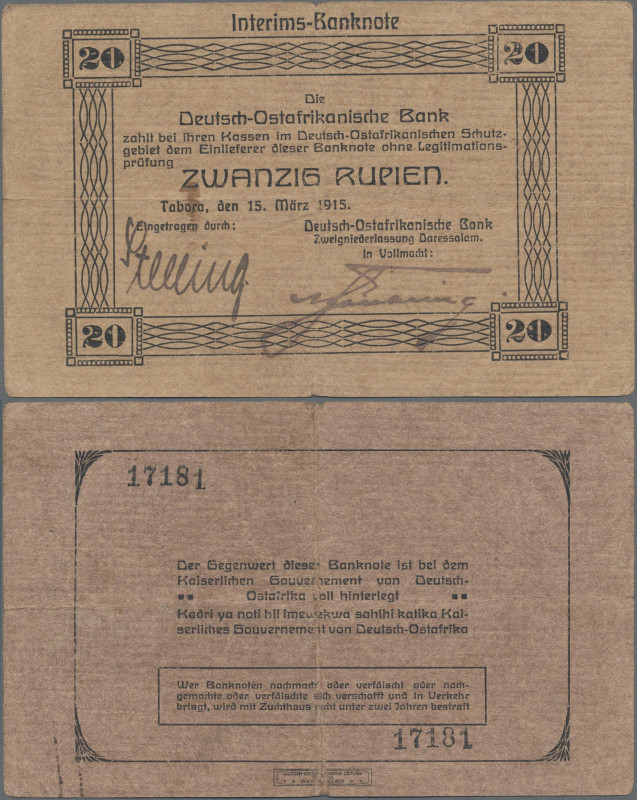 Interims-Banknote
20 20
Die
Deutsch-Ostafrikanische Bank
zahlt bei ihren Kassen im Deutsch-Ostafrikanischen Schutz-
gebiet dem Einlieferer dieser Banknote ohne Legitimations-
prüfung
ZWANZIG RUPIEN.
Tabora, den 15. März 1915.
Eingetragen durch: Deutsch-Ostafrikanische Bank
Zweigniederlassung Daressalam.
In Vollmacht:
Stelling
20 20
17181
Der Gegenwert dieser Banknote ist bei dem
Kaiserlichen Gouvernement von Deutsch-
Ostafrika voll hinterlegt
Kadri ya noti hii imewekwa sahihi katika Kai-
serliches Gouvernement von Deutsch-Ostafrika
Wer Banknoten nachmacht oder verfälscht oder nach-
gemachte oder verfälschte sich verschafft und in Verkehr
bringt, wird mit Zuchthaus nicht unter zwei Jahren bestraft
17181